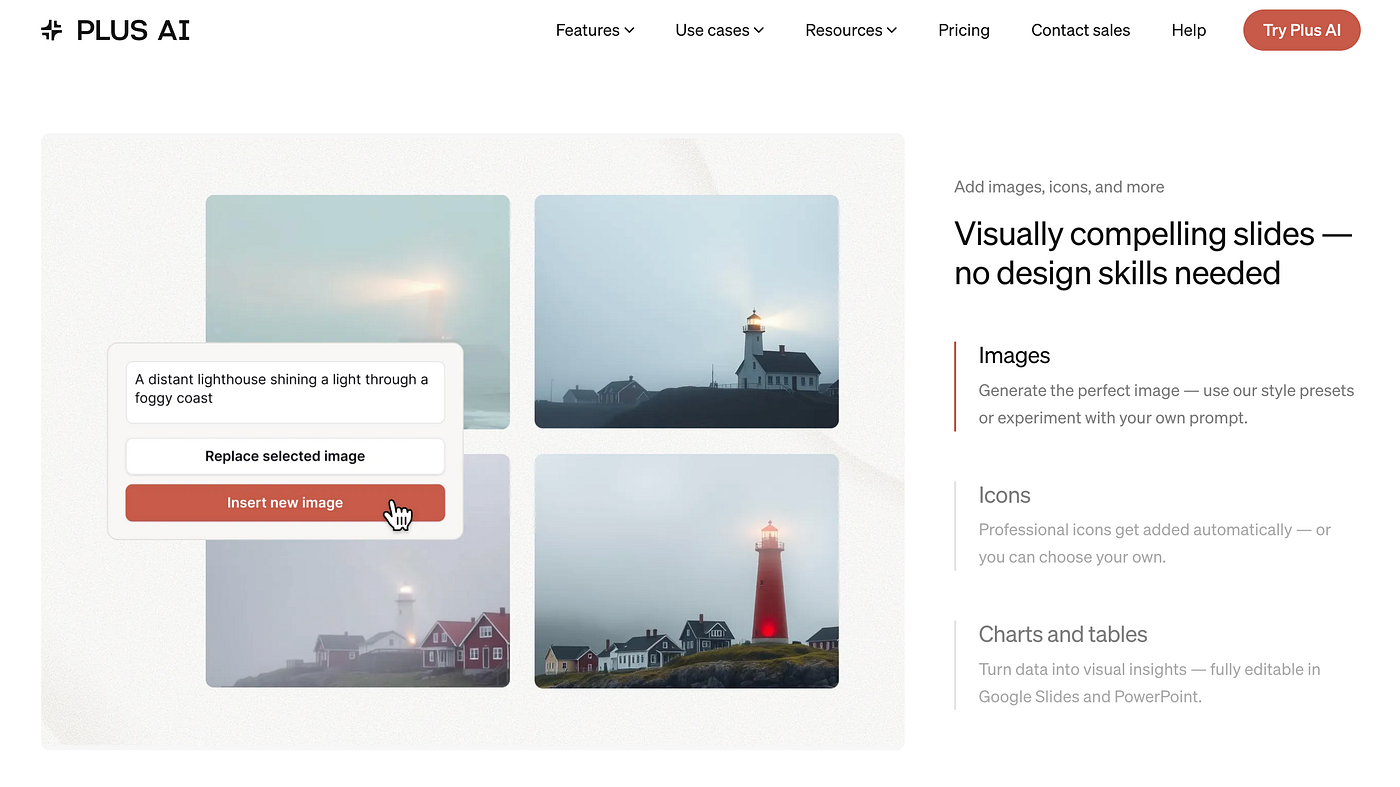 PLUS AI
Features
Use cases
Resources
Pricing
Contact sales
Help
Try Plus AI
A distant lighthouse shining a light through a
foggy coast
Replace selected image
Insert new image
Add images, icons, and more
Visually compelling slides —
no design skills needed
Images
Generate the perfect image — use our style presets
or experiment with your own prompt.
Icons
Professional icons get added automatically — or
you can choose your own.
Charts and tables
Turn data into visual insights — fully editable in
Google Slides and PowerPoint.